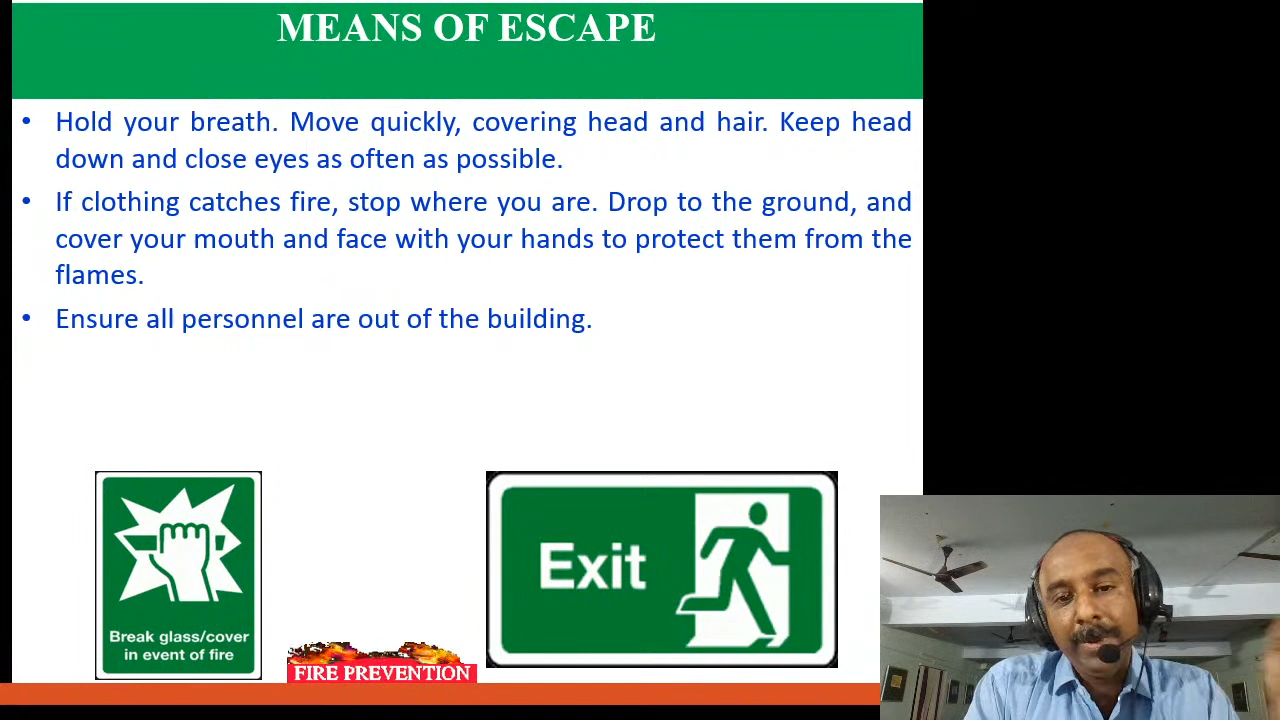 MEANS OF ESCAPE
• Hold your breath. Move quickly, covering head and hair. Keep head
down and close eyes as often as possible.
• If clothing catches fire, stop where you are. Drop to the ground, and
cover your mouth and face with your hands to protect them from the
flames.
• Ensure all personnel are out of the building.
Break glass/cover
in event of fire
FIRE PREVENTION
Exit